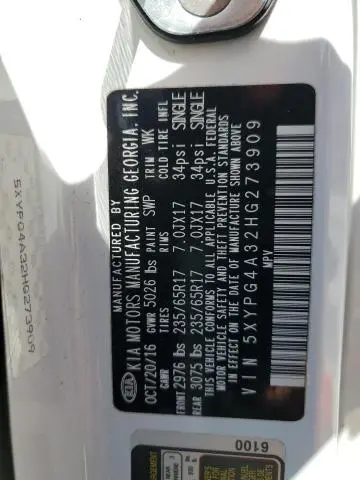 MANUFACTURED BY
KIA MOTORS MANUFACTURING GEORGIA, INC.
OCT/20/16 GVWR 5026 lbs PAINT SWP TRIM WK
GAWR TIRES RIMS COLD TIRE INFL
FRONT 2976 lbs 235/65R17 7.0JX17 34psi SINGLE
REAR 3075 lbs 235/65R17 7.0JX17 34psi SINGLE
THIS VEHICLE CONFORMS TO ALL APPLICABLE U.S.A. FEDERAL
MOTOR VEHICLE SAFETY AND THEFT PREVENTION STANDARDS
IN EFFECT ON THE DATE OF MANUFACTURE SHOWN ABOVE
VIN 5XYPG4A32HG273909
MPV
KIA
5XYPG4A32HG273909
6100